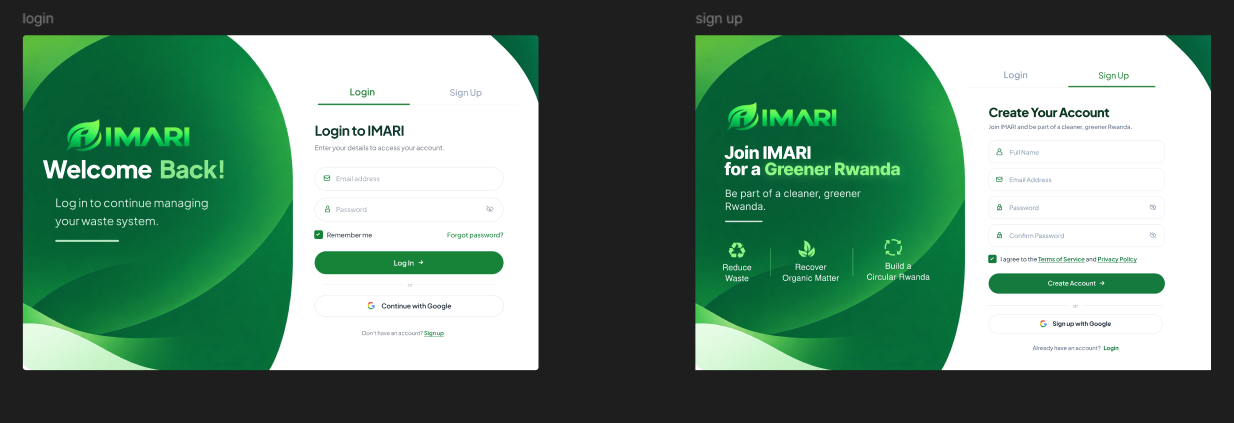 login
IMARI
Welcome Back!
Log in to continue managing
your waste system.
Login
Sign Up
Login to IMARI
Enter your details to access your account.
Email address
Password
Remember me
Forgot password?
Log In →
or
Continue with Google
Don't have an account? Sign up
sign up
IMARI
Join IMARI
for a Greener Rwanda
Be part of a cleaner, greener
Rwanda.
Reduce
Waste
Recover
Organic Matter
Build a
Circular Rwanda
Login
Sign Up
Create Your Account
Join IMARI and be part of a cleaner, greener Rwanda.
Full Name
Email Address
Password
Confirm Password
I agree to the Terms of Service and Privacy Policy
Create Account →
or
Sign up with Google
Already have an account? Login